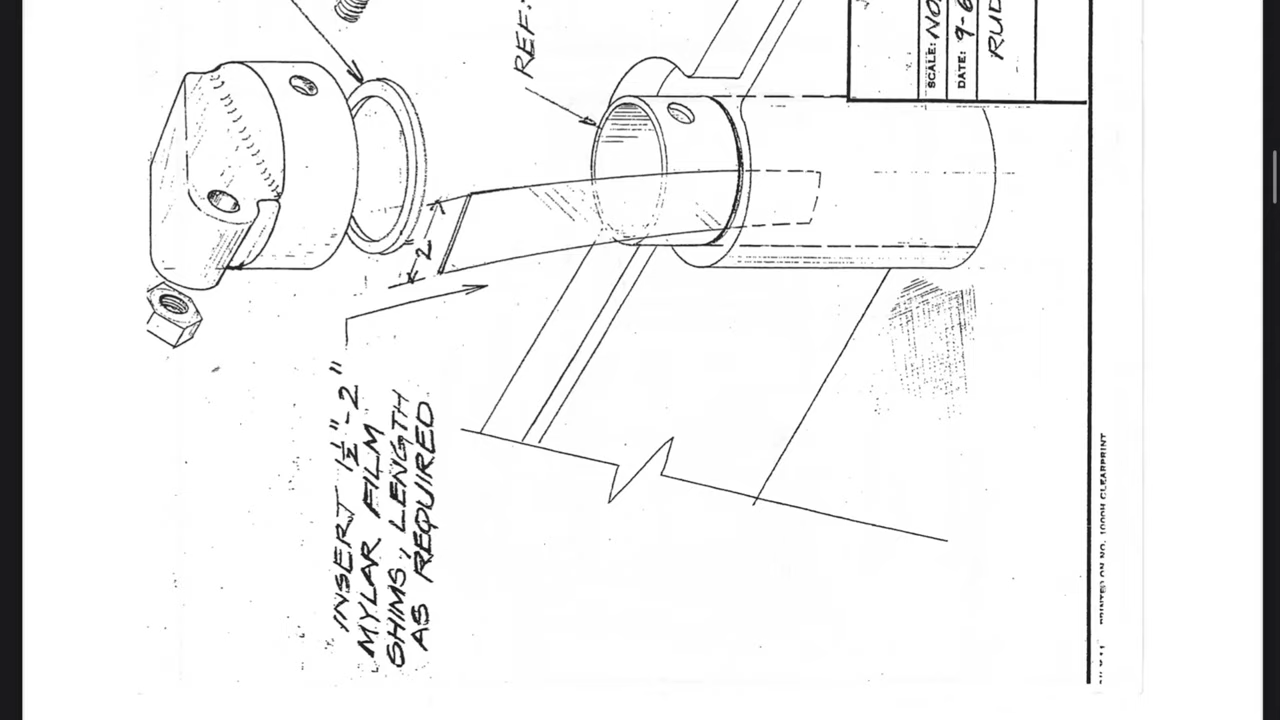 INSERT 1½"-2"
MYLAR FILM
SHIMS, LENGTH
AS REQUIRED
2
REF:
SCALE: NO
DATE: 9-6
RUD
PRINTED ON NO. 1000H CLEARPRINT